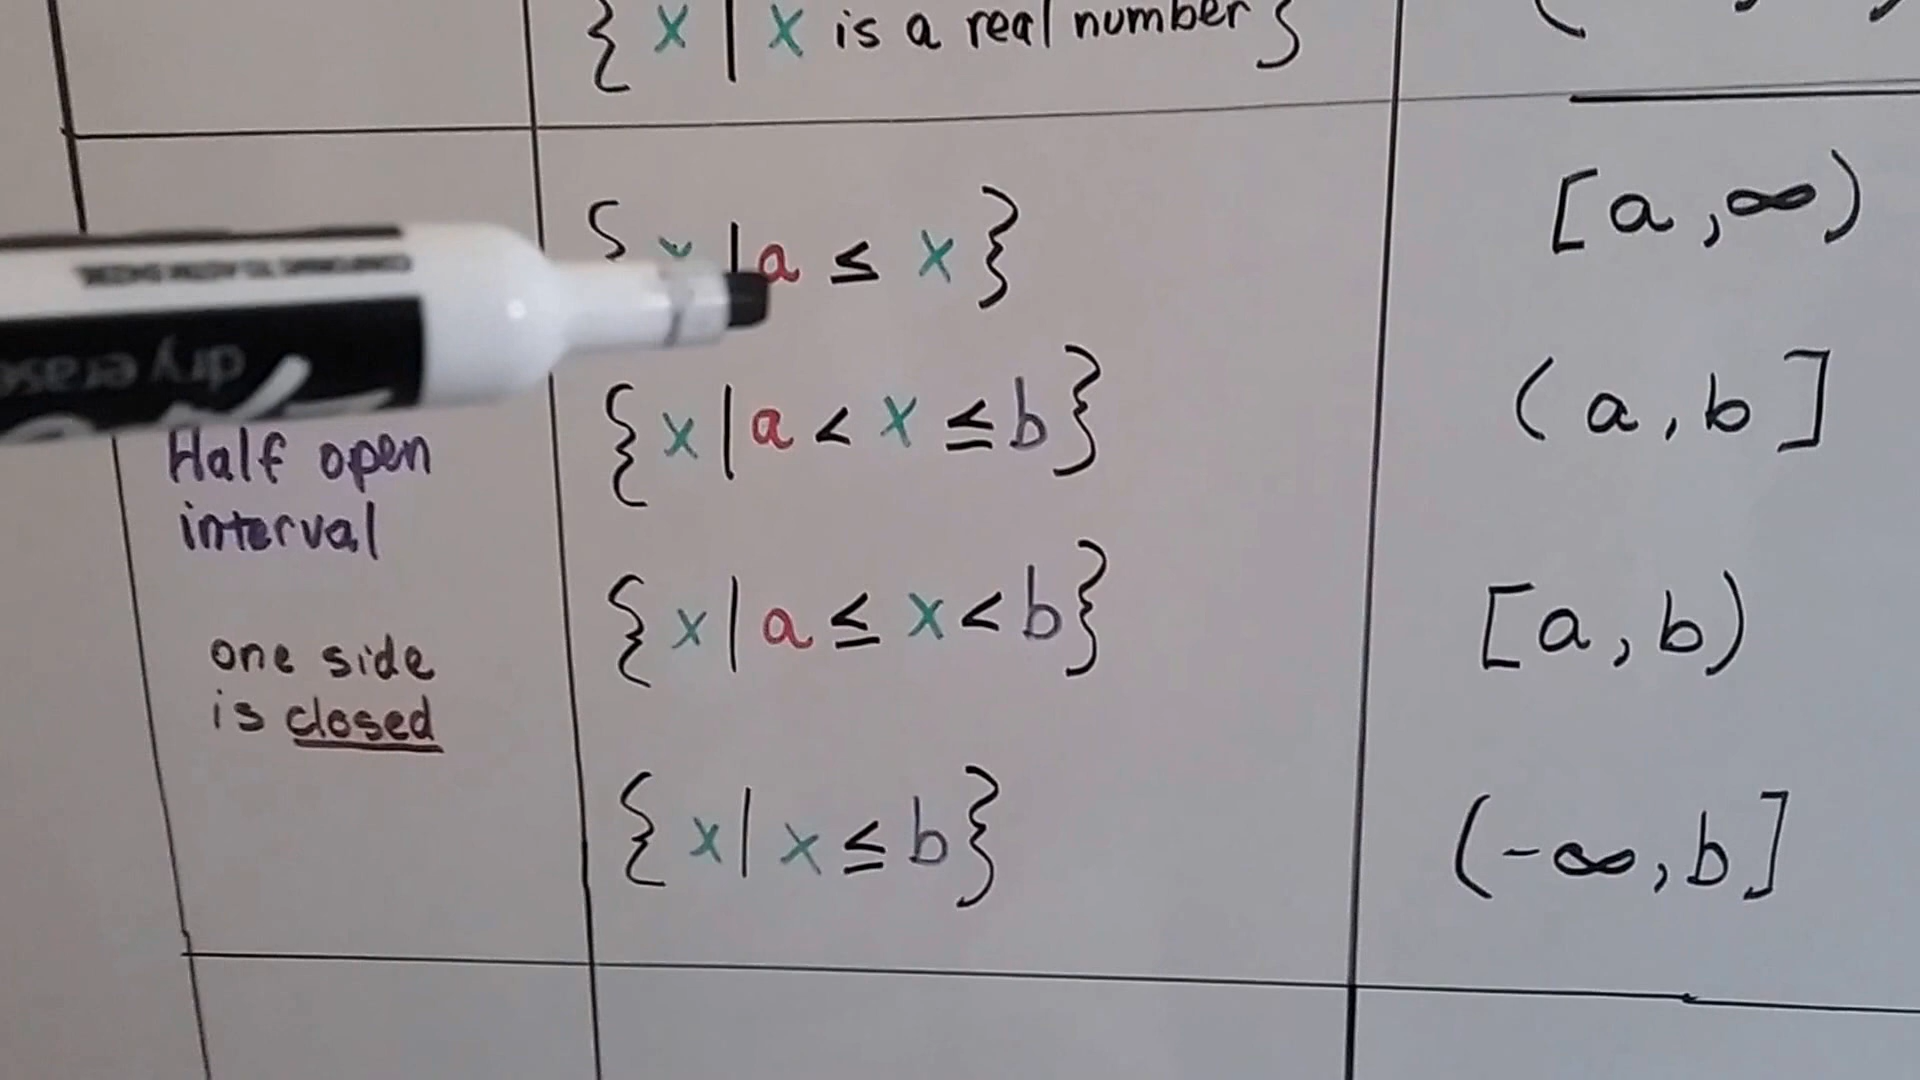 { x | x is a real number }
{ x | a ≤ x }
[a, ∞)
{ x | a < x ≤ b }
(a, b]
Half open
interval
{ x | a ≤ x < b }
[a, b)
one side
is closed
{ x | x ≤ b }
(-∞, b]
dry erase